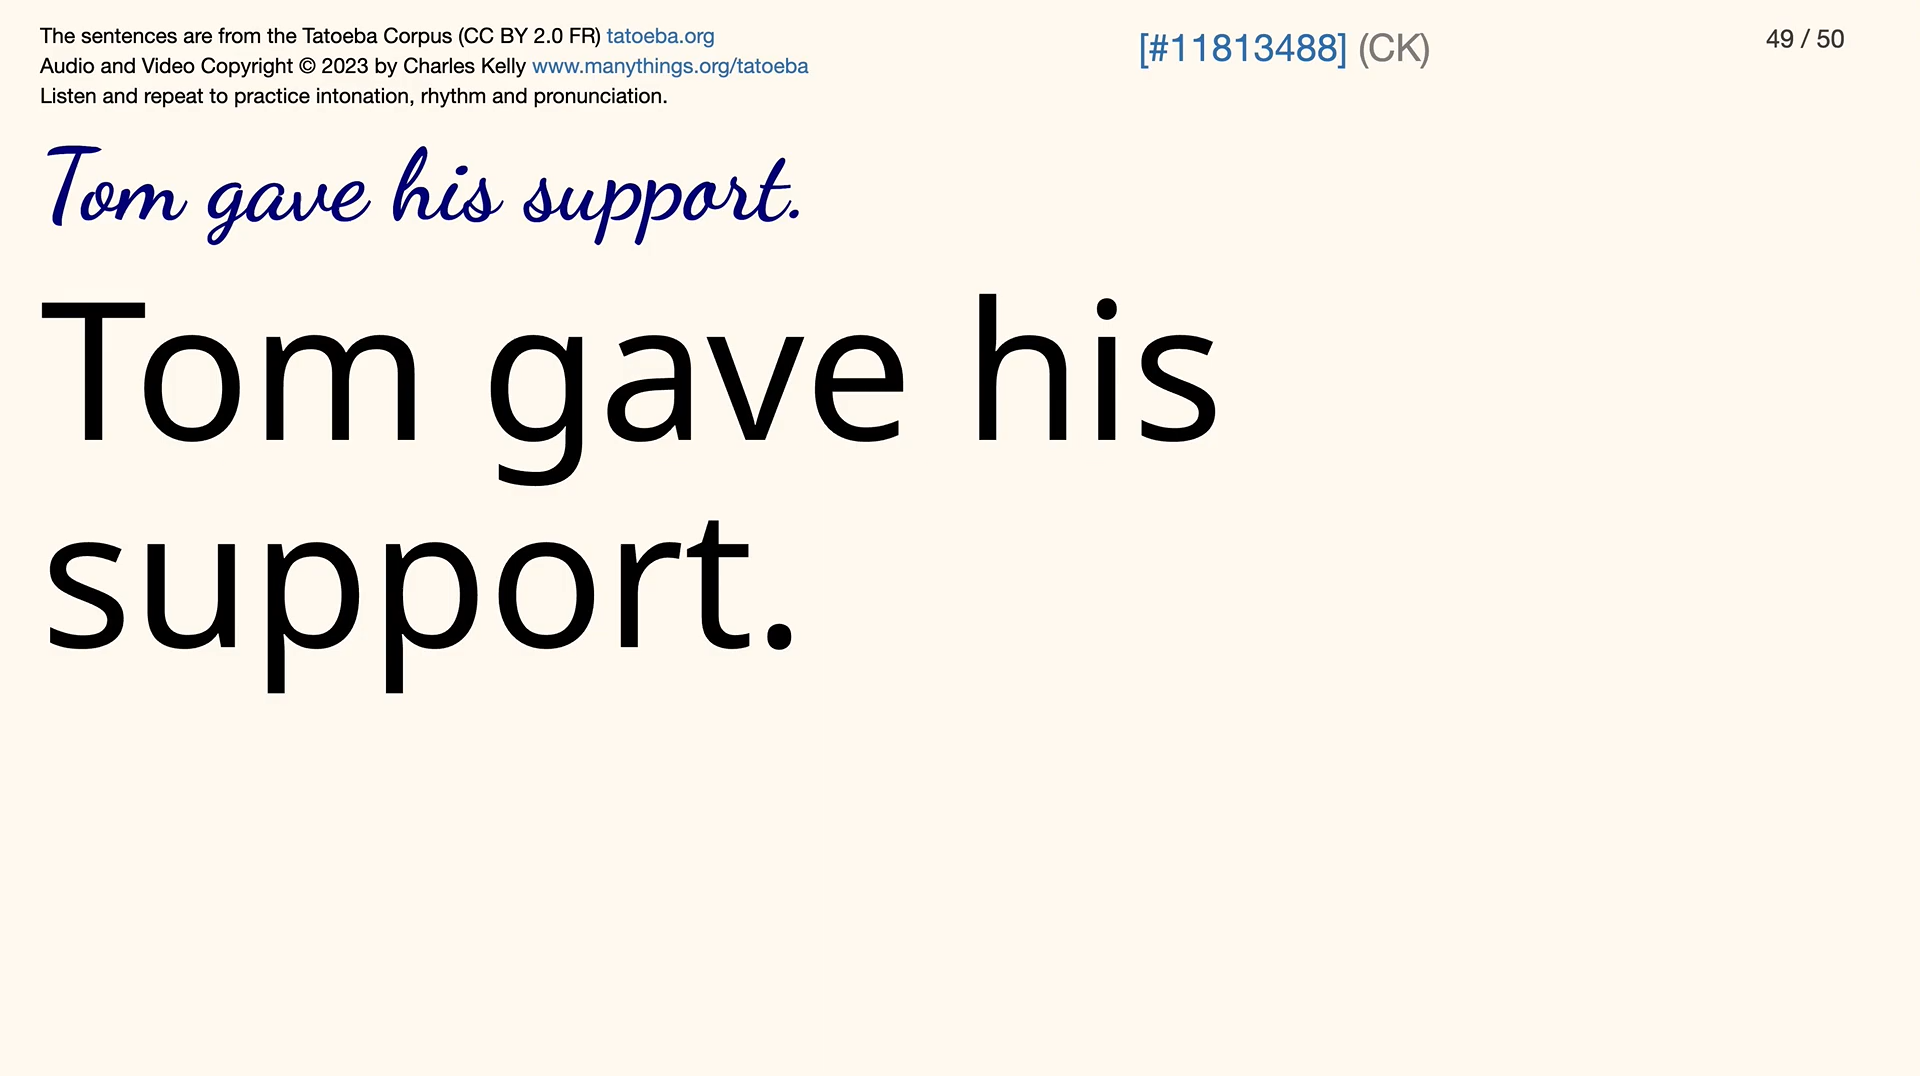 The sentences are from the Tatoeba Corpus (CC BY 2.0 FR) tatoeba.org
Audio and Video Copyright © 2023 by Charles Kelly www.manythings.org/tatoeba
Listen and repeat to practice intonation, rhythm and pronunciation.
[#11813488] (CK)
49 / 50
Tom gave his support.
Tom gave his
support.